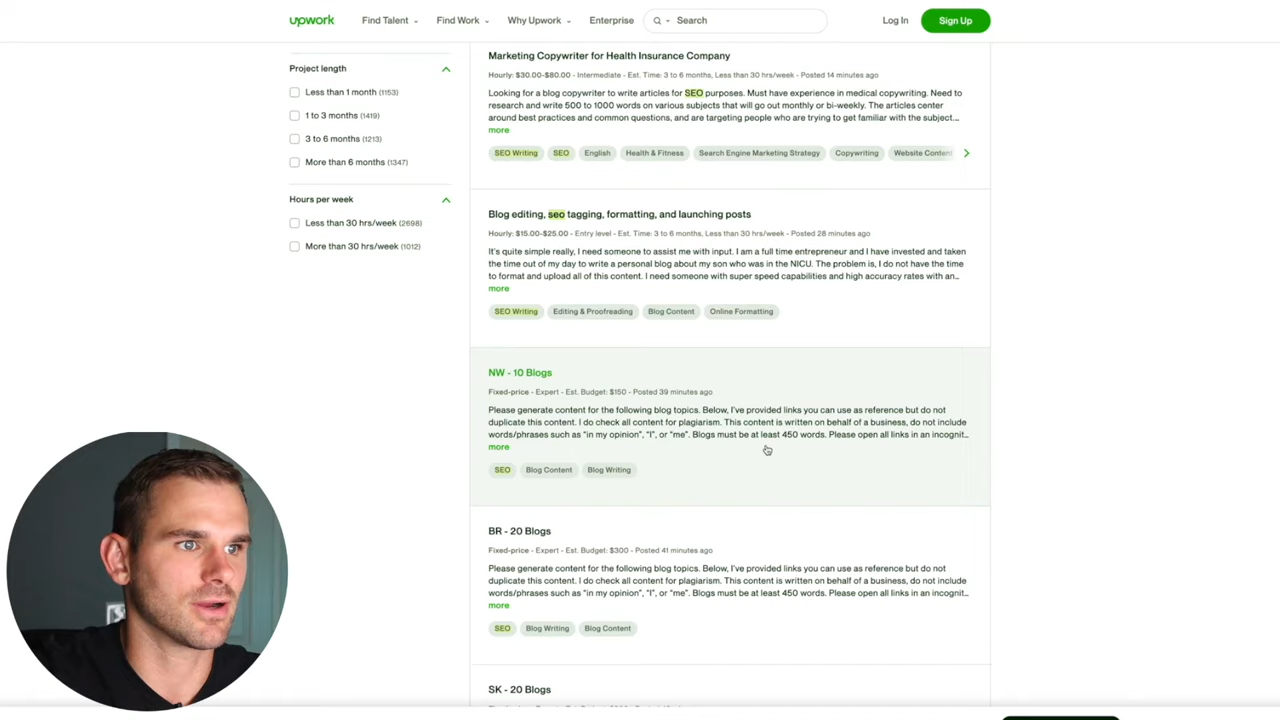 upwork
Find Talent
Find Work
Why Upwork
Enterprise
Search
Log In
Sign Up
Project length
Less than 1 month (1153)
1 to 3 months (1419)
3 to 6 months (1213)
More than 6 months (1347)
Hours per week
Less than 30 hrs/week (2698)
More than 30 hrs/week (1012)
Marketing Copywriter for Health Insurance Company
Hourly: $30.00-$80.00 - Intermediate - Est. Time: 3 to 6 months, Less than 30 hrs/week - Posted 14 minutes ago
Looking for a blog copywriter to write articles for SEO purposes. Must have experience in medical copywriting. Need to
research and write 500 to 1000 words on various subjects that will go out monthly or bi-weekly. The articles center
around best practices and common questions, and are targeting people who are trying to get familiar with the subject...
more
SEO Writing
SEO
English
Health & Fitness
Search Engine Marketing Strategy
Copywriting
Website Content
Blog editing, seo tagging, formatting, and launching posts
Hourly: $15.00-$25.00 - Entry level - Est. Time: 3 to 6 months, Less than 30 hrs/week - Posted 28 minutes ago
It's quite simple really, I need someone to assist me with input. I am a full time entrepreneur and I have invested and taken
the time out of my day to write a personal blog about my son who was in the NICU. The problem is, I do not have the time
to format and upload all of this content. I need someone with super speed capabilities and high accuracy rates with an...
more
SEO Writing
Editing & Proofreading
Blog Content
Online Formatting
NW - 10 Blogs
Fixed-price - Expert - Est. Budget: $150 - Posted 39 minutes ago
Please generate content for the following blog topics. Below, I've provided links you can use as reference but do not
duplicate this content. I do check all content for plagiarism. This content is written on behalf of a business, do not include
words/phrases such as "in my opinion", "I", or "me". Blogs must be at least 450 words. Please open all links in an incognit...
more
SEO
Blog Content
Blog Writing
BR - 20 Blogs
Fixed-price - Expert - Est. Budget: $300 - Posted 41 minutes ago
Please generate content for the following blog topics. Below, I've provided links you can use as reference but do not
duplicate this content. I do check all content for plagiarism. This content is written on behalf of a business, do not include
words/phrases such as "in my opinion", "I", or "me". Blogs must be at least 450 words. Please open all links in an incognit...
more
SEO
Blog Writing
Blog Content
SK - 20 Blogs